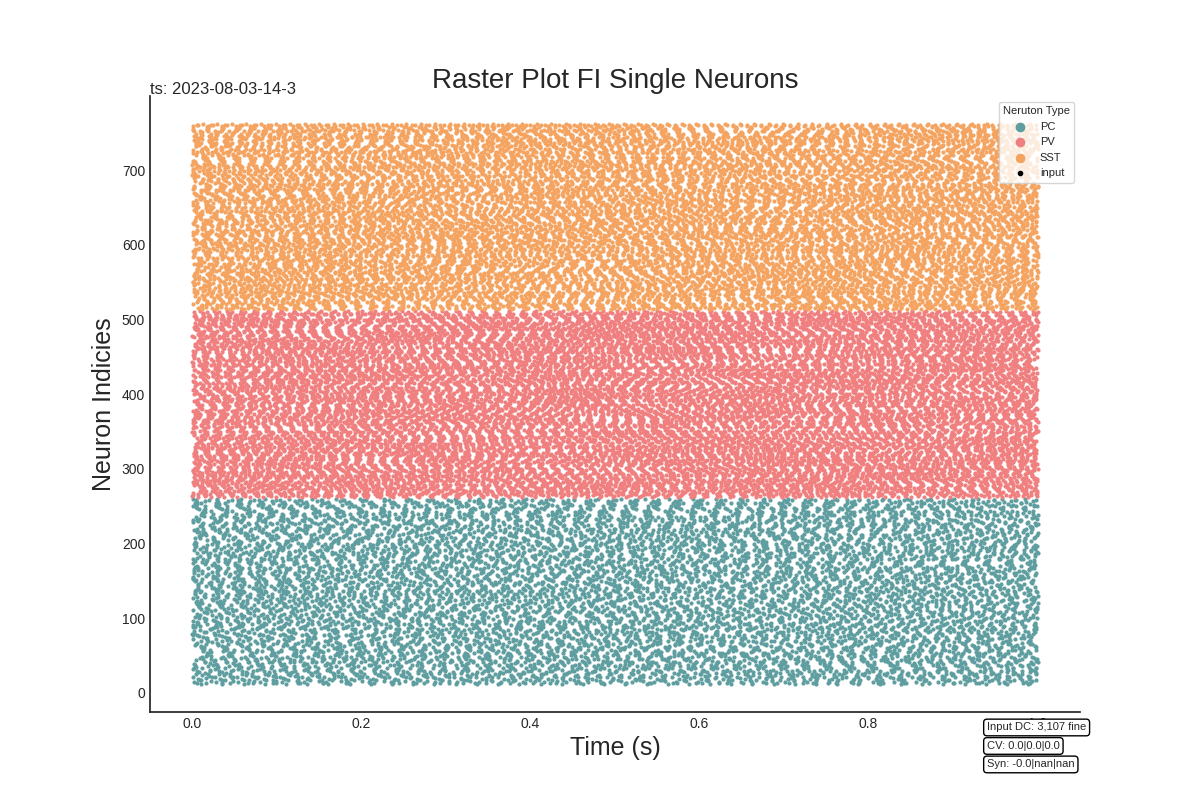 Raster Plot FI Single Neurons
ts: 2023-08-03-14-3
Neruton Type
PC
PV
SST
input
700
600
500
400
300
200
100
0
Neuron Indicies
0.0 0.2 0.4 0.6 0.8
Time (s)
Input DC: 3,107 fine
CV: 0.0|0.0|0.0
Syn: -0.0|nan|nan